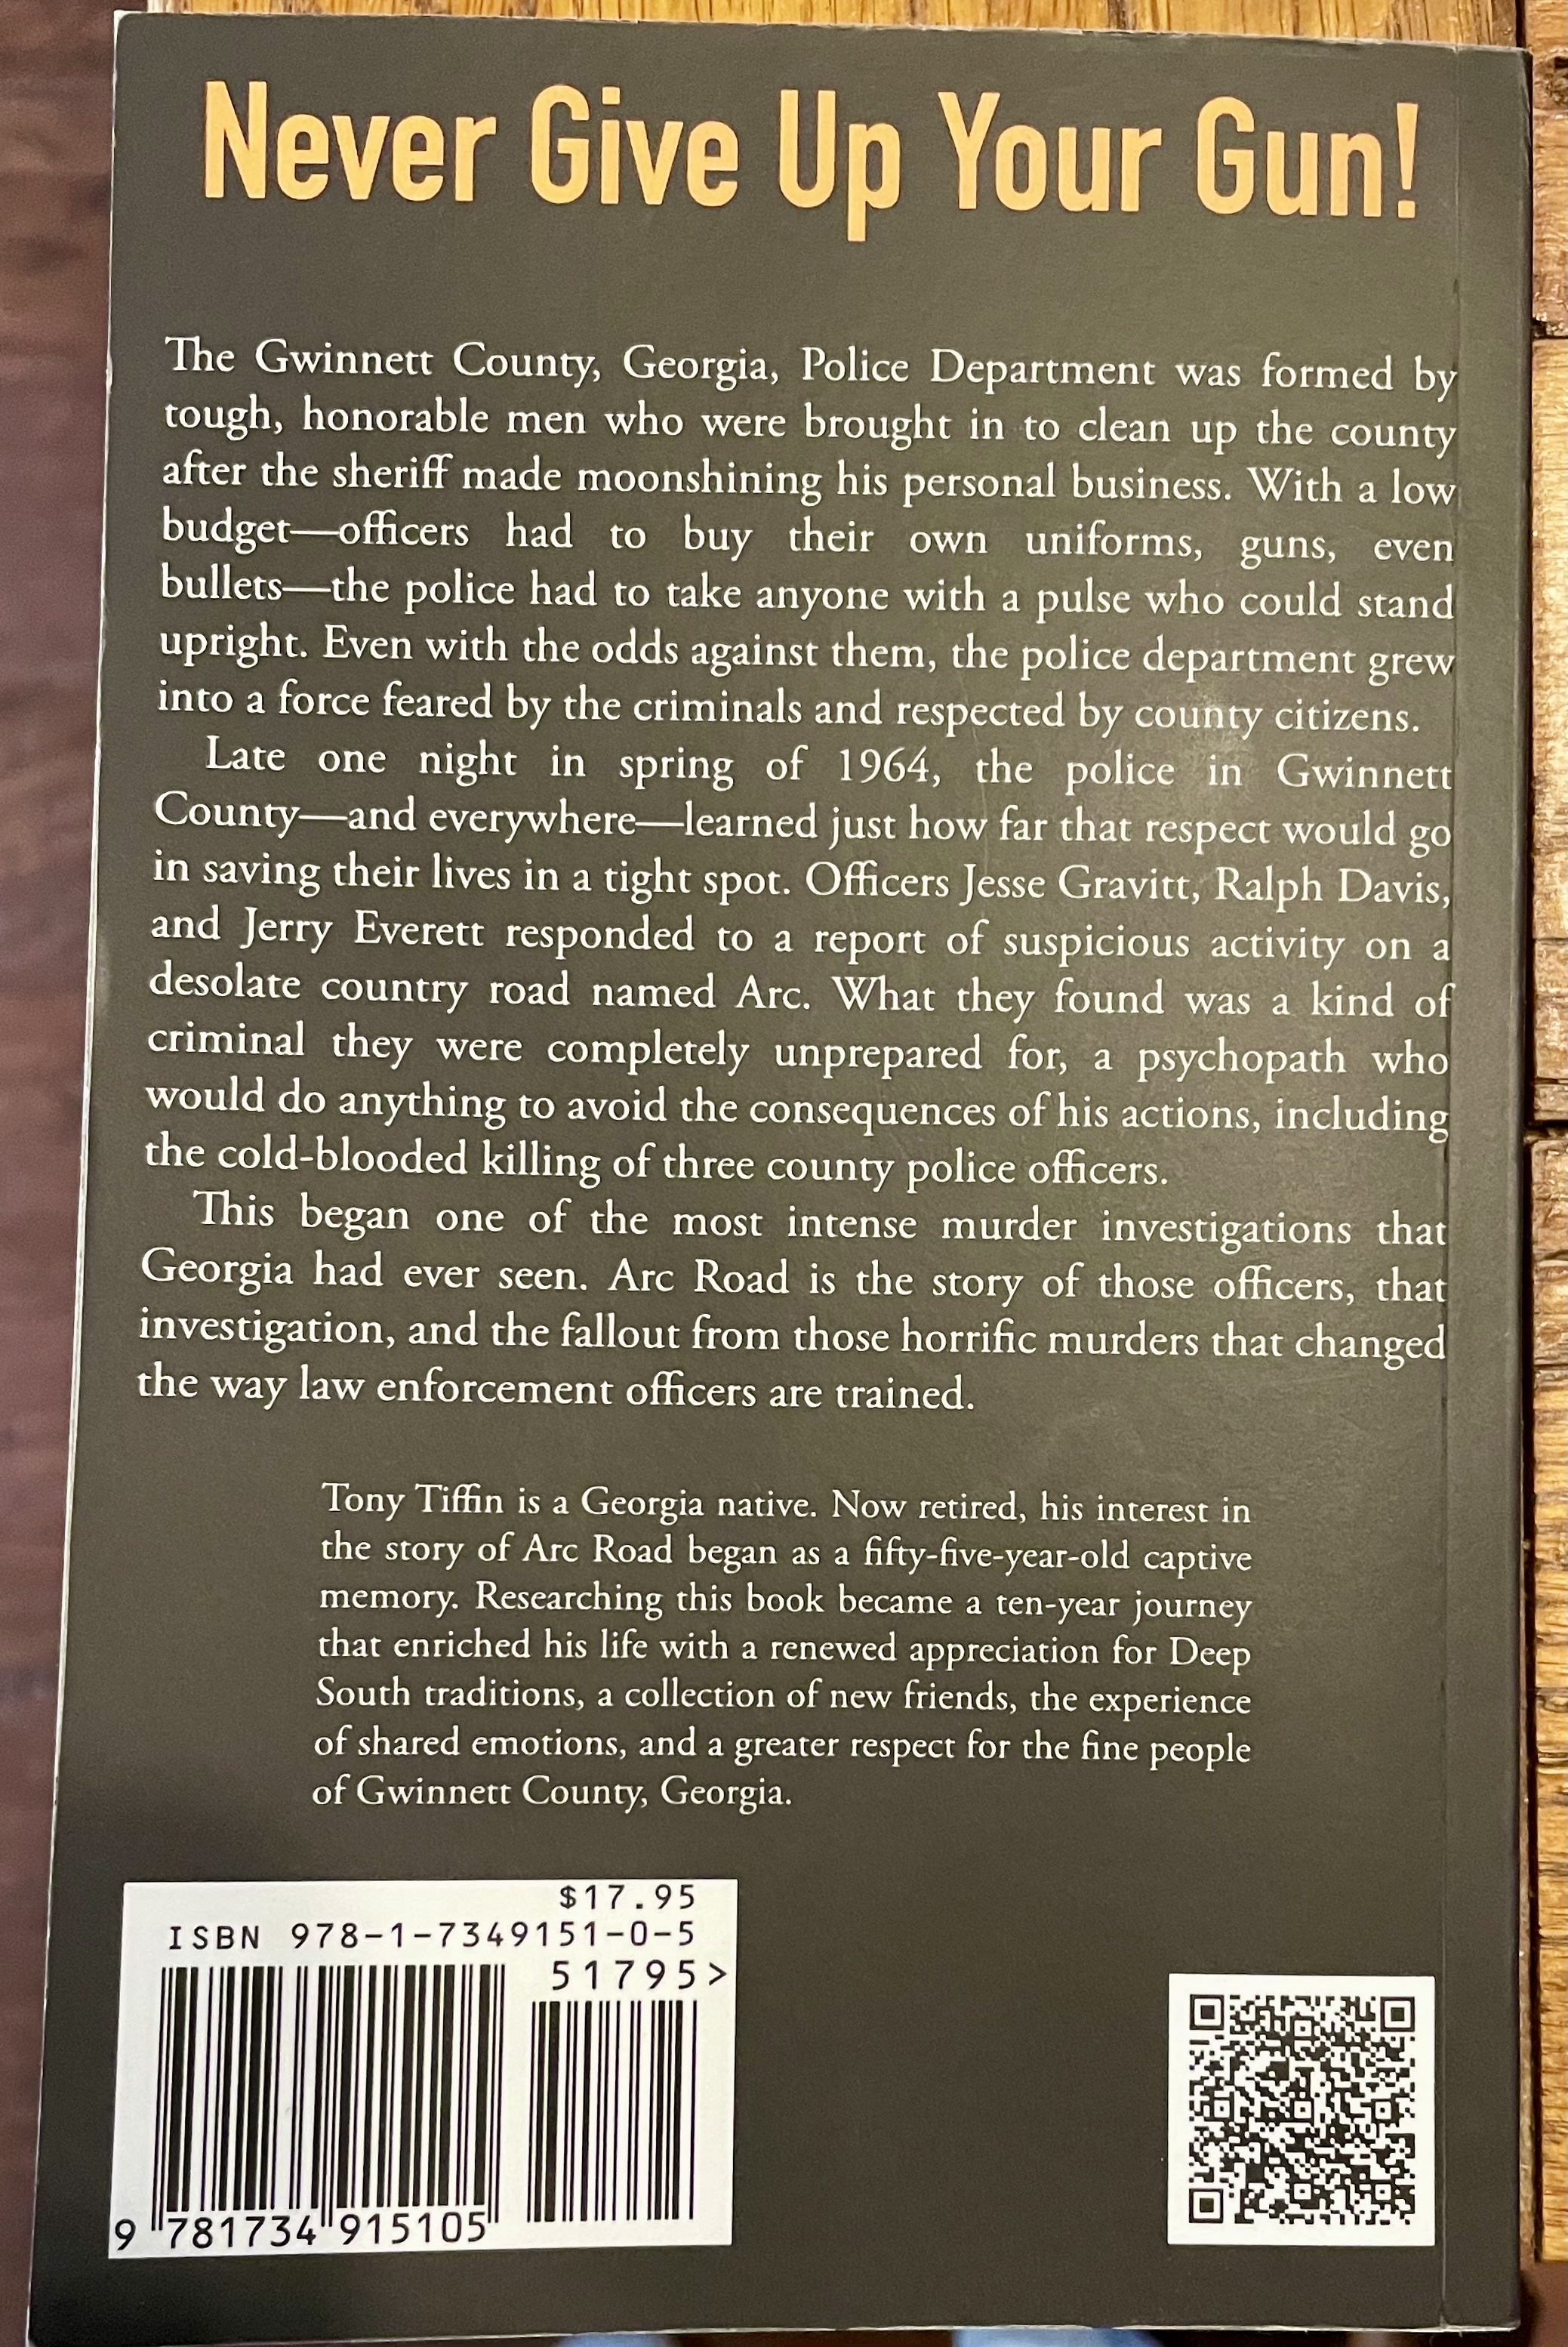 Never Give Up Your Gun!
The Gwinnett County, Georgia, Police Department was formed by
tough, honorable men who were brought in to clean up the county
after the sheriff made moonshining his personal business. With a low
budget—officers had to buy their own uniforms, guns, even
bullets—the police had to take anyone with a pulse who could stand
upright. Even with the odds against them, the police department grew
into a force feared by the criminals and respected by county citizens.
Late one night in spring of 1964, the police in Gwinnett
County—and everywhere—learned just how far that respect would go
in saving their lives in a tight spot. Officers Jesse Gravitt, Ralph Davis,
and Jerry Everett responded to a report of suspicious activity on a
desolate country road named Arc. What they found was a kind of
criminal they were completely unprepared for, a psychopath who
would do anything to avoid the consequences of his actions, including
the cold-blooded killing of three county police officers.
This began one of the most intense murder investigations that
Georgia had ever seen. Arc Road is the story of those officers, that
investigation, and the fallout from those horrific murders that changed
the way law enforcement officers are trained.
Tony Tiffin is a Georgia native. Now retired, his interest in
the story of Arc Road began as a fifty-five-year-old captive
memory. Researching this book became a ten-year journey
that enriched his life with a renewed appreciation for Deep
South traditions, a collection of new friends, the experience
of shared emotions, and a greater respect for the fine people
of Gwinnett County, Georgia.
$17.95
ISBN 978-1-7349151-0-5
51795>
9 781734 915105